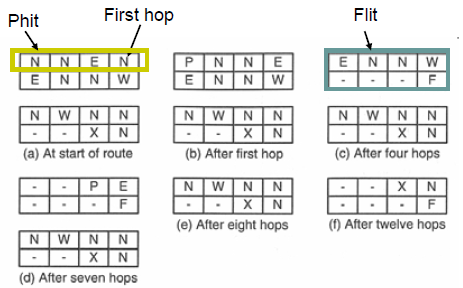 Phit First hop Flit
N N E N
E N N W
N W N N
- - X N
(a) At start of route
P N N E
E N N W
N W N N
- - X N
(b) After first hop
E N N W
- - - F
N W N N
- - X N
(c) After four hops
- - P E
- - - F
N W N N
- - X N
(d) After seven hops
N W N N
- - X N
(e) After eight hops
- - X N
- - - F
(f) After twelve hops